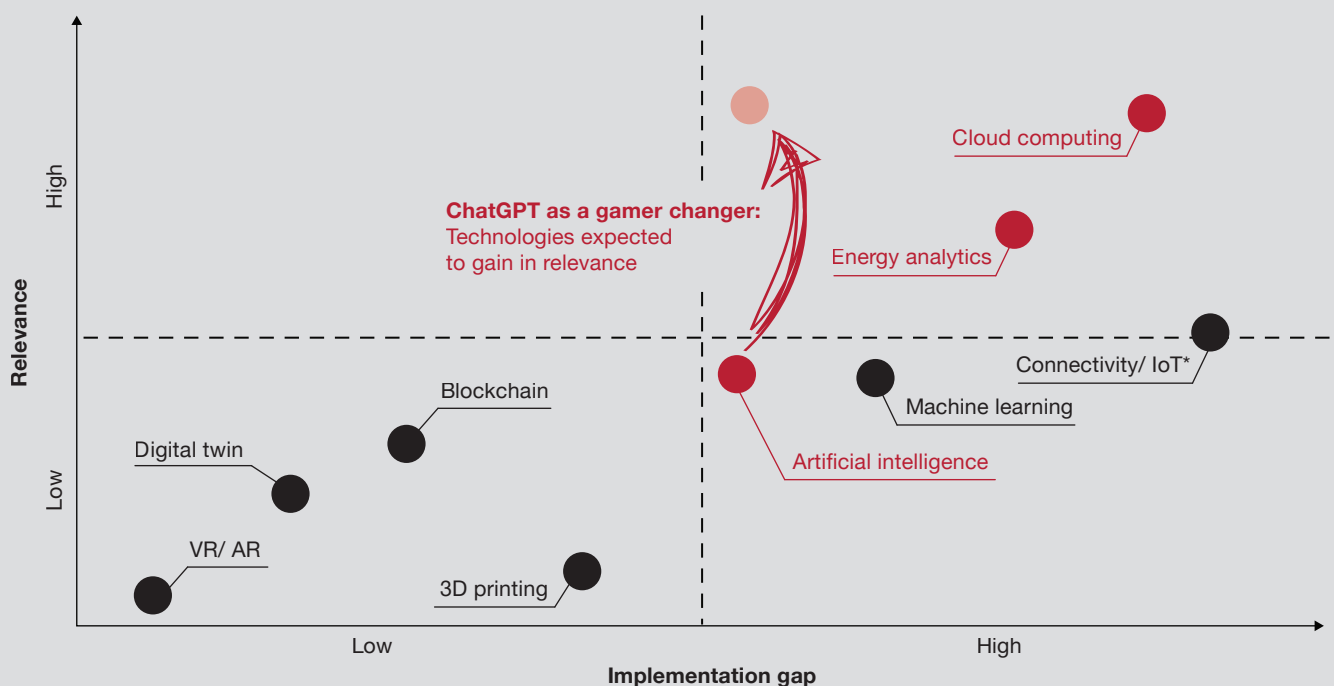 Relevance
High
Low
Cloud computing
ChatGPT as a gamer changer:
Technologies expected
to gain in relevance
Energy analytics
Connectivity/ IoT*
Blockchain
Machine learning
Digital twin
Artificial intelligence
VR/ AR
3D printing
Low
High
Implementation gap